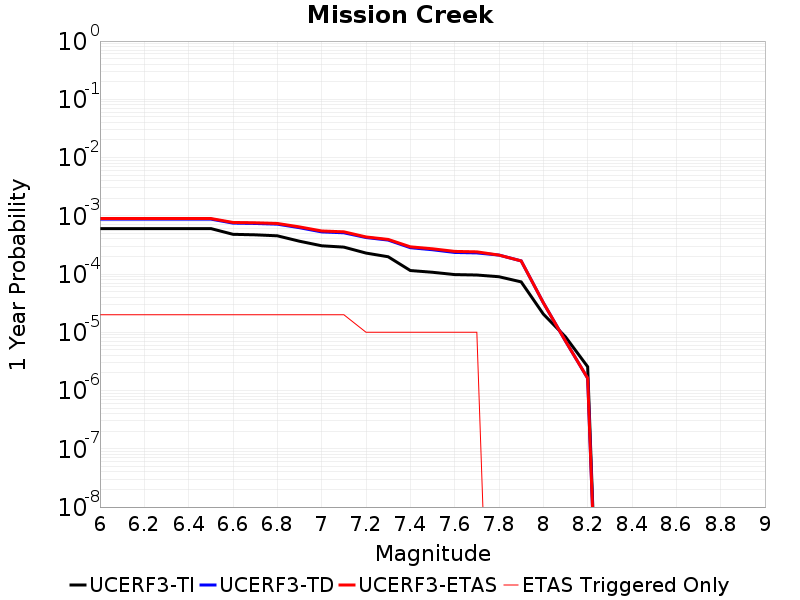 Mission Creek
10^0
10^-1
10^-2
10^-3
10^-4
10^-5
10^-6
10^-7
10^-8
1 Year Probability
6 6.2 6.4 6.6 6.8 7 7.2 7.4 7.6 7.8 8 8.2 8.4 8.6 8.8 9
Magnitude
UCERF3-TI UCERF3-TD UCERF3-ETAS ETAS Triggered Only